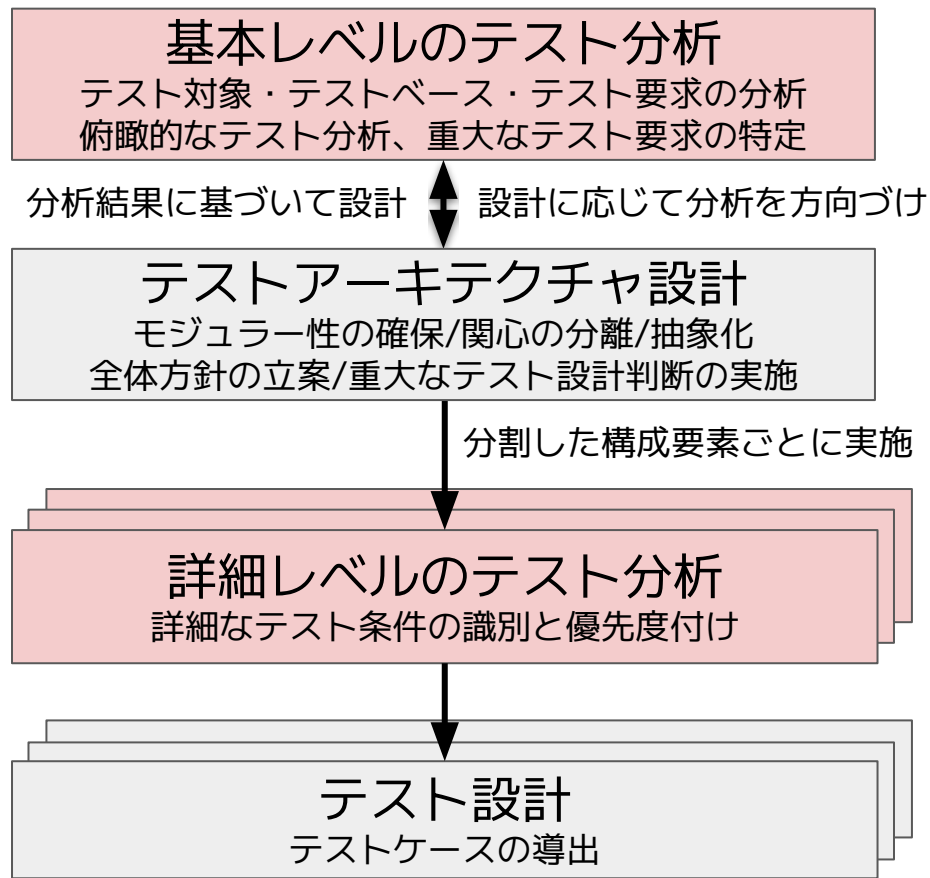 基本レベルのテスト分析
テスト対象・テストベース・テスト要求の分析
俯瞰的なテスト分析、重大なテスト要求の特定
分析結果に基づいて設計
設計に応じて分析を方向づけ
テストアーキテクチャ設計
モジュラー性の確保/関心の分離/抽象化
全体方針の立案/重大なテスト設計判断の実施
分割した構成要素ごとに実施
詳細レベルのテスト分析
詳細なテスト条件の識別と優先度付け
テスト設計
テストケースの導出